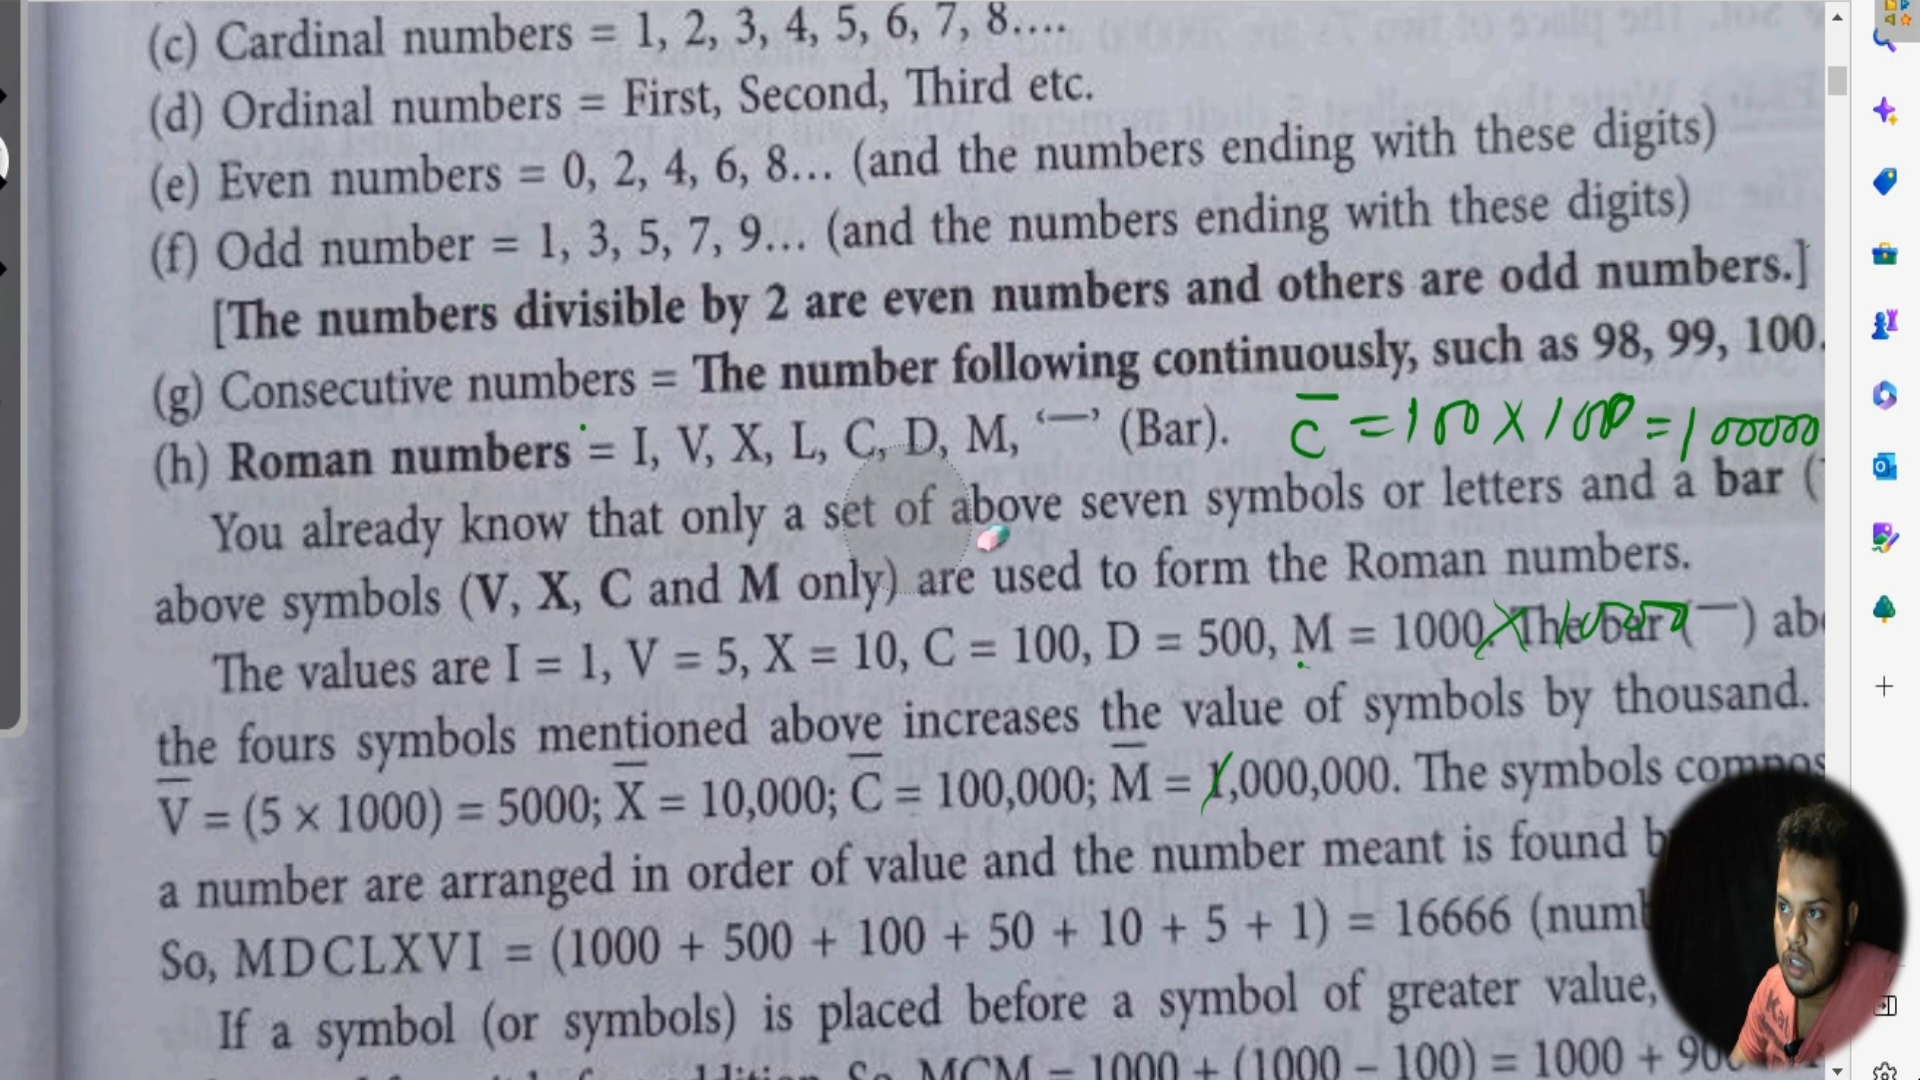 (c) Cardinal numbers = 1, 2, 3, 4, 5, 6, 7, 8....
(d) Ordinal numbers = First, Second, Third etc.
(e) Even numbers = 0, 2, 4, 6, 8... (and the numbers ending with these digits)
(f) Odd number = 1, 3, 5, 7, 9... (and the numbers ending with these digits)
[The numbers divisible by 2 are even numbers and others are odd numbers.]
(g) Consecutive numbers = The number following continuously, such as 98, 99, 100.
(h) Roman numbers = I, V, X, L, C, D, M, ‘—’ (Bar). C̅ = 100 X 100 = 100000
You already know that only a set of above seven symbols or letters and a bar (
above symbols (V, X, C and M only) are used to form the Roman numbers.
The values are I = 1, V = 5, X = 10, C = 100, D = 500, M = 1000. The bar (—) ab
the fours symbols mentioned above increases the value of symbols by thousand.
V̅ = (5 × 1000) = 5000; X̅ = 10,000; C̅ = 100,000; M̅ = 1,000,000. The symbols compos
a number are arranged in order of value and the number meant is found b
So, MDCLXVI = (1000 + 500 + 100 + 50 + 10 + 5 + 1) = 16666 (numb
If a symbol (or symbols) is placed before a symbol of greater value,
So, MCM = 1000 + (1000 – 100) = 1000 + 90